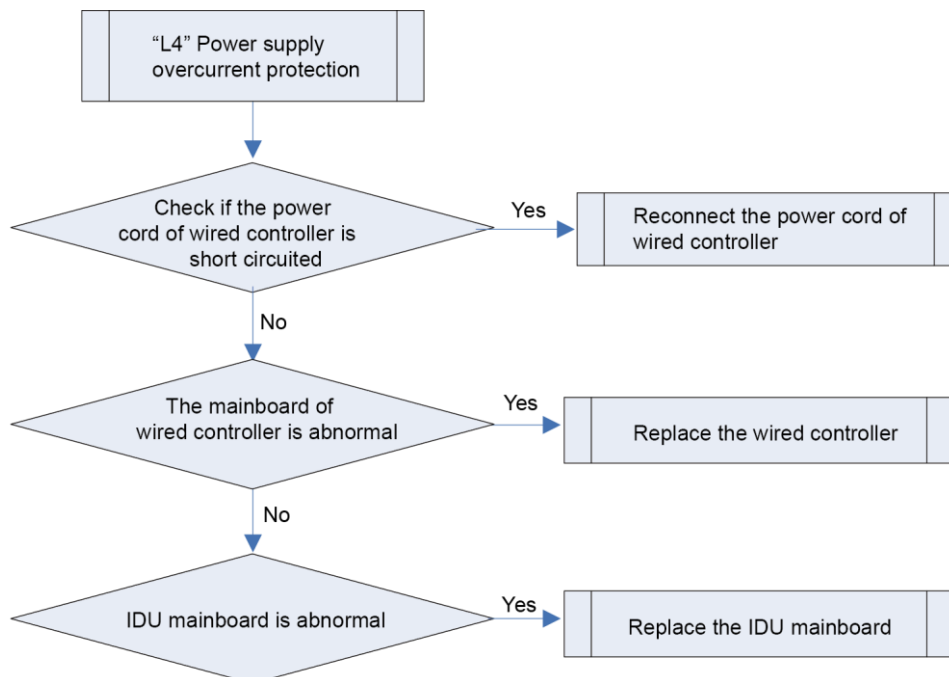 “L4” Power supply
overcurrent protection
Check if the power
cord of wired controller is
short circuited
Yes
Reconnect the power cord of
wired controller
No
The mainboard of
wired controller is abnormal
Yes
Replace the wired controller
No
IDU mainboard is abnormal
Yes
Replace the IDU mainboard